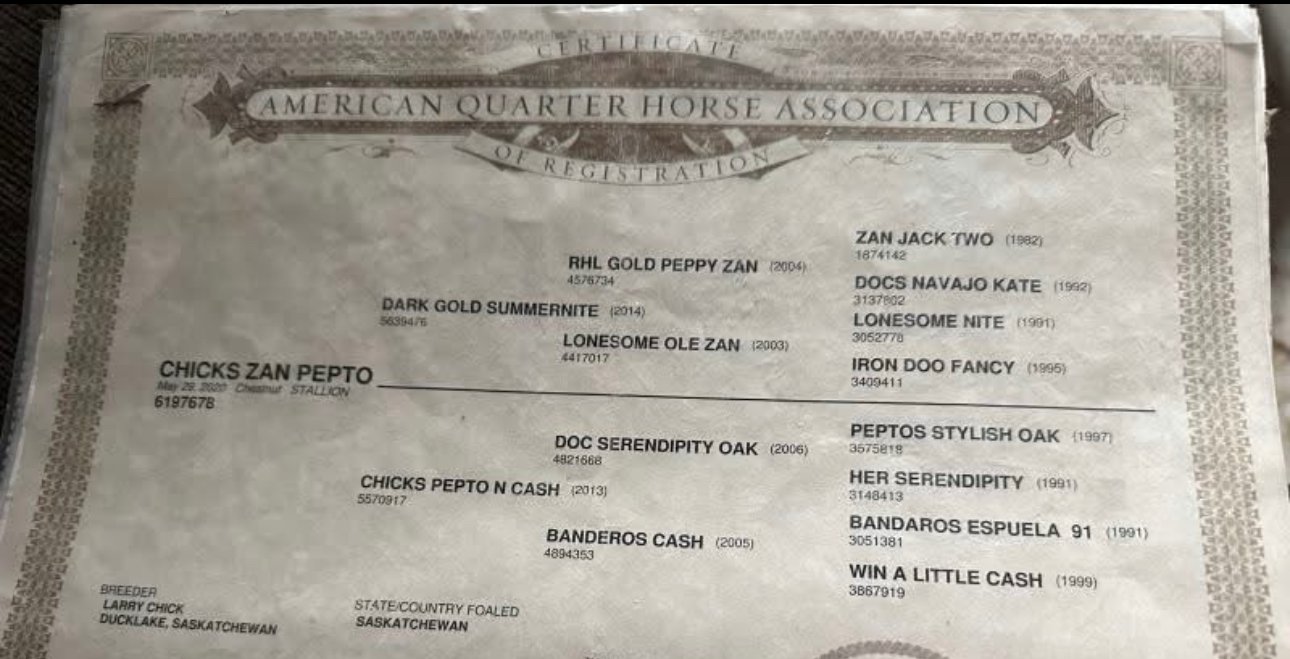 CERTIFICATE
AMERICAN QUARTER HORSE ASSOCIATION
OF REGISTRATION
ZAN JACK TWO (1982)
1874142
RHL GOLD PEPPY ZAN (2004)
4576734
DOCS NAVAJO KATE (1992)
3137802
DARK GOLD SUMMERNITE (2014)
5639476
LONESOME NITE (1991)
3052778
LONESOME OLE ZAN (2003)
4417017
IRON DOO FANCY (1995)
3409411
CHICKS ZAN PEPTO
May 29, 2020 Chestnut STALLION
6197678
PEPTOS STYLISH OAK (1997)
3575818
DOC SERENDIPITY OAK (2006)
4821668
HER SERENDIPITY (1991)
3148413
CHICKS PEPTO N CASH (2013)
5570917
BANDAROS ESPUELA 91 (1991)
3051381
BANDEROS CASH (2005)
4894353
WIN A LITTLE CASH (1999)
3867919
BREEDER
LARRY CHICK
DUCKLAKE, SASKATCHEWAN
STATE/COUNTRY FOALED
SASKATCHEWAN